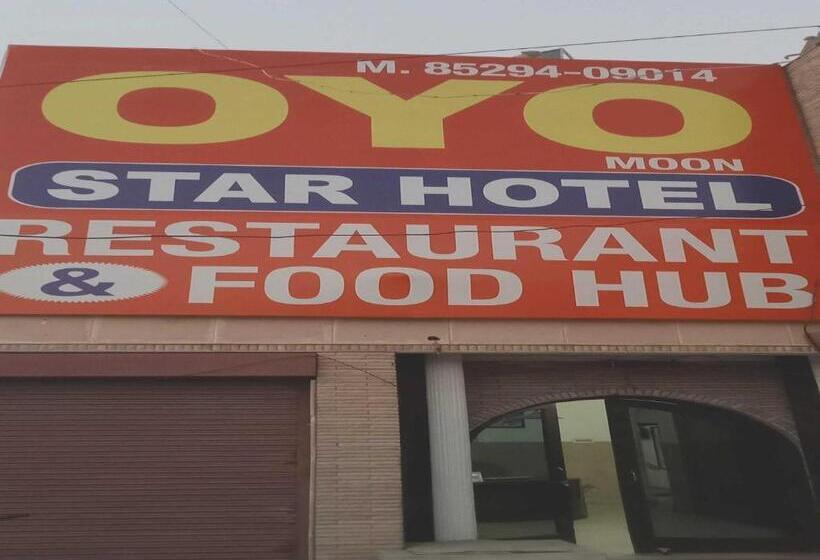 M. 85294-09014
OYO
MOON
STAR HOTEL
RESTAURANT
& FOOD HUB